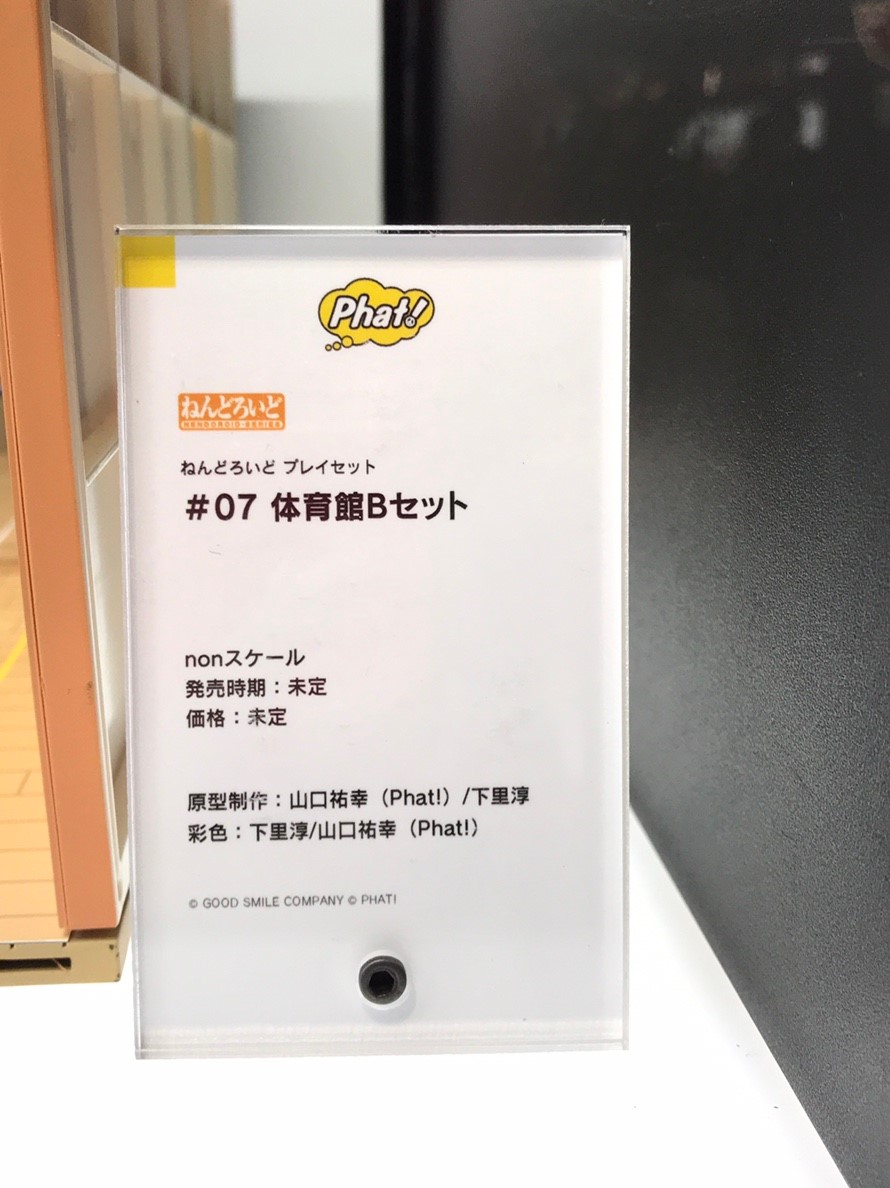 Phat!
ねんどろいど
NENDOROID SERIES
ねんどろいど プレイセット
#07 体育館Bセット
nonスケール
発売時期：未定
価格：未定
原型制作：山口祐幸（Phat!）/下里淳
彩色：下里淳/山口祐幸（Phat!）
© GOOD SMILE COMPANY © PHAT!